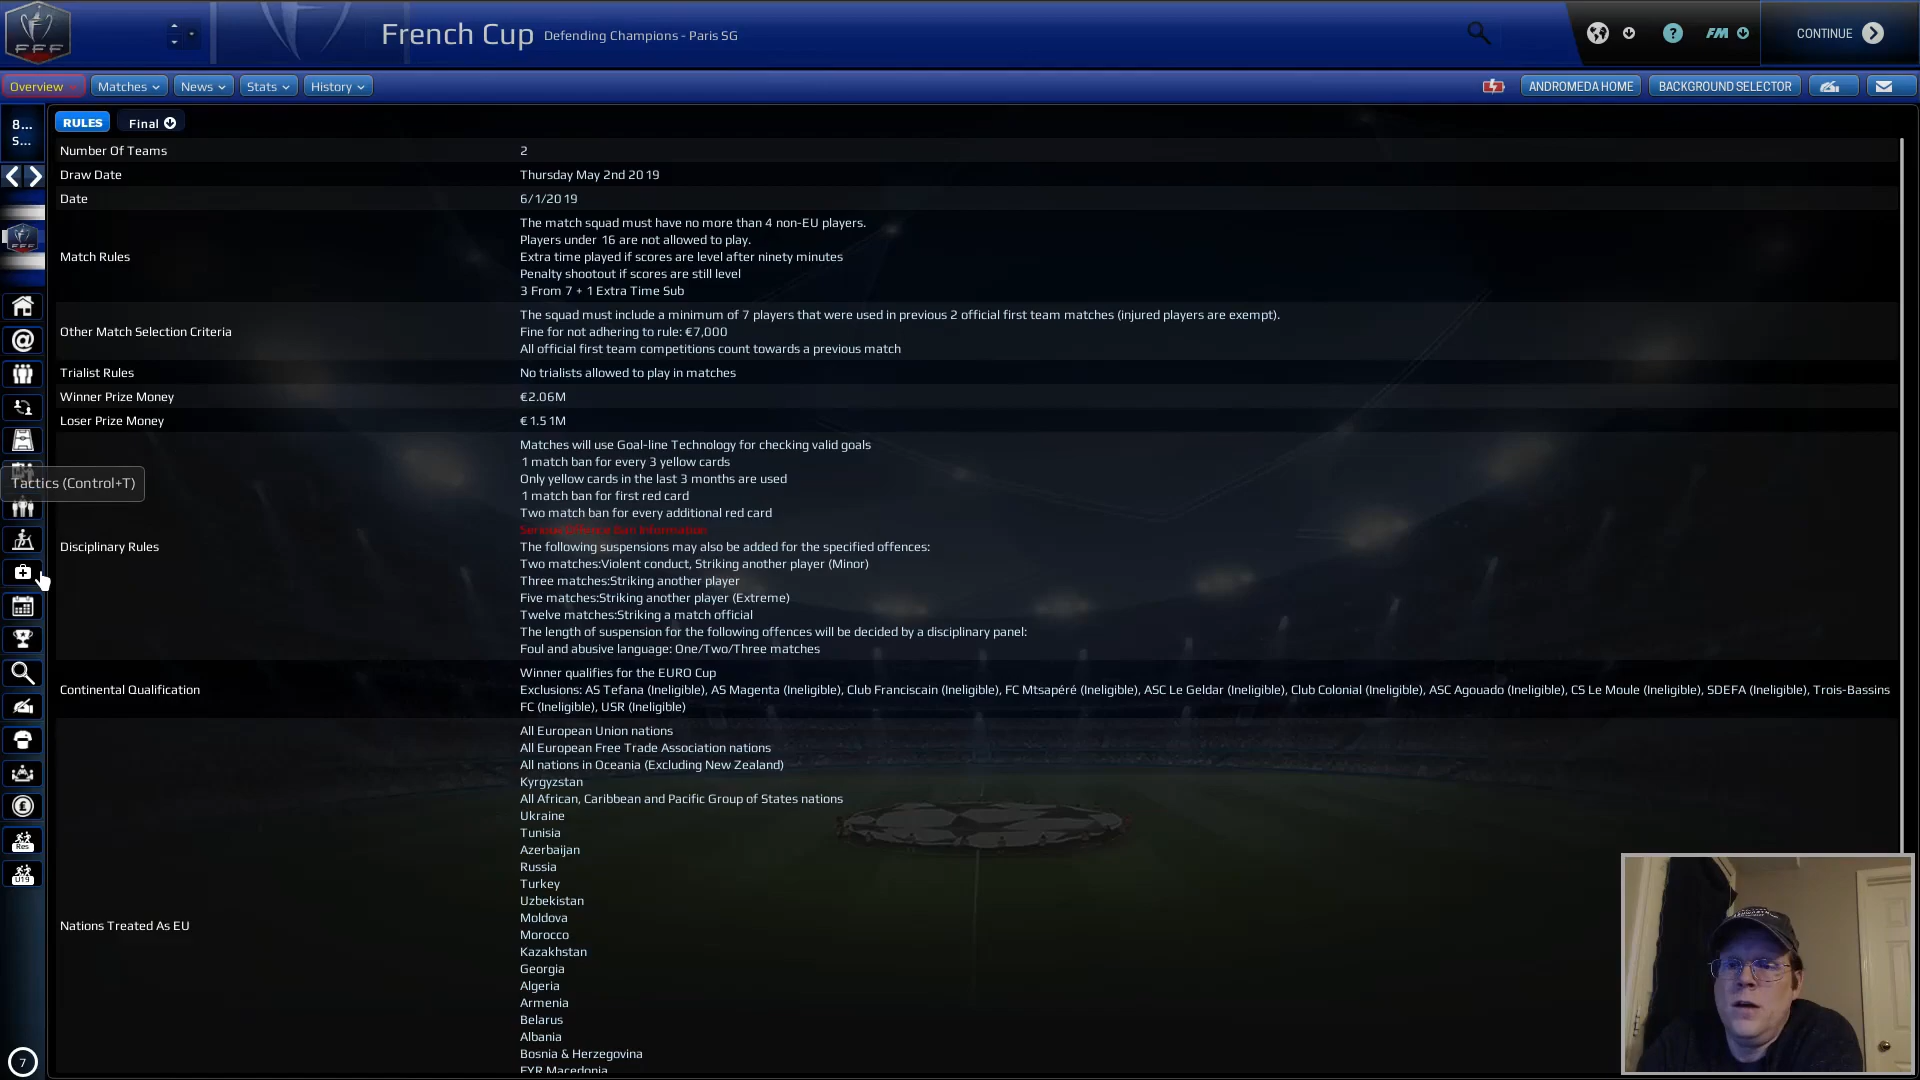 FFF
French Cup Defending Champions - Paris SG
? FM CONTINUE
Overview Matches News Stats History
ANDROMEDA HOME BACKGROUND SELECTOR
8...
S...
RULES Final
Number Of Teams 2
Draw Date Thursday May 2nd 2019
Date 6/1/2019
Match Rules
The match squad must have no more than 4 non-EU players.
Players under 16 are not allowed to play.
Extra time played if scores are level after ninety minutes
Penalty shootout if scores are still level
3 From 7 + 1 Extra Time Sub
Other Match Selection Criteria
The squad must include a minimum of 7 players that were used in previous 2 official first team matches (injured players are exempt).
Fine for not adhering to rule: €7,000
All official first team competitions count towards a previous match
Trialist Rules No trialists allowed to play in matches
Winner Prize Money €2.06M
Loser Prize Money €1.51M
Tactics (Control+T)
Disciplinary Rules
Matches will use Goal-line Technology for checking valid goals
1 match ban for every 3 yellow cards
Only yellow cards in the last 3 months are used
1 match ban for first red card
Two match ban for every additional red card
Serious Offence Ban Information
The following suspensions may also be added for the specified offences:
Two matches:Violent conduct, Striking another player (Minor)
Three matches:Striking another player
Five matches:Striking another player (Extreme)
Twelve matches:Striking a match official
The length of suspension for the following offences will be decided by a disciplinary panel:
Foul and abusive language: One/Two/Three matches
Continental Qualification
Winner qualifies for the EURO Cup
Exclusions: AS Tefana (Ineligible), AS Magenta (Ineligible), Club Franciscain (Ineligible), FC Mtsapéré (Ineligible), ASC Le Geldar (Ineligible), Club Colonial (Ineligible), ASC Agouado (Ineligible), CS Le Moule (Ineligible), SDEFA (Ineligible), Trois-Bassins
FC (Ineligible), USR (Ineligible)
Nations Treated As EU
All European Union nations
All European Free Trade Association nations
All nations in Oceania (Excluding New Zealand)
Kyrgyzstan
All African, Caribbean and Pacific Group of States nations
Ukraine
Tunisia
Azerbaijan
Russia
Turkey
Uzbekistan
Moldova
Morocco
Kazakhstan
Georgia
Algeria
Armenia
Belarus
Albania
Bosnia & Herzegovina
FYR Macedonia
Res
U19
7